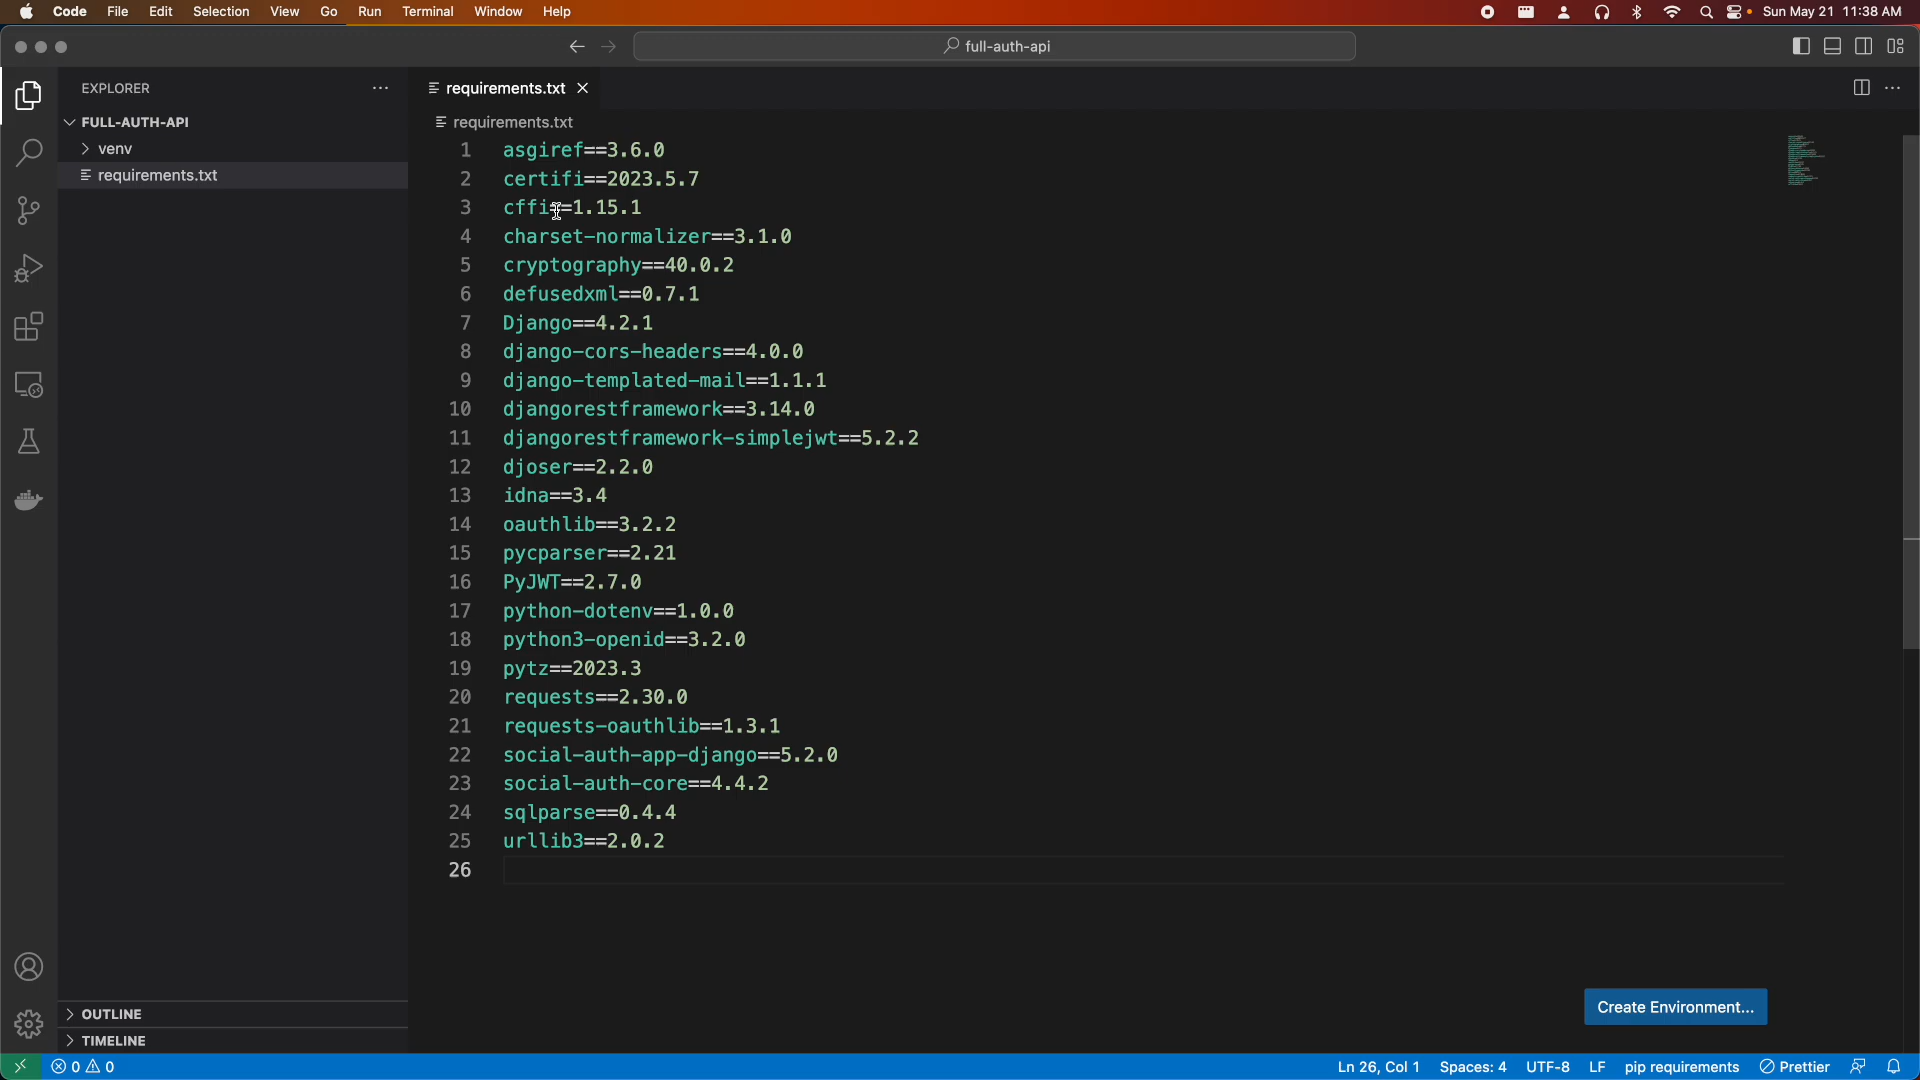 Code File Edit Selection View Go Run Terminal Window Help Sun May 21 11:38 AM
full-auth-api
EXPLORER
requirements.txt
FULL-AUTH-API
requirements.txt
venv
requirements.txt
1 asgiref==3.6.0
2 certifi==2023.5.7
3 cffi==1.15.1
4 charset-normalizer==3.1.0
5 cryptography==40.0.2
6 defusedxml==0.7.1
7 Django==4.2.1
8 django-cors-headers==4.0.0
9 django-templated-mail==1.1.1
10 djangorestframework==3.14.0
11 djangorestframework-simplejwt==5.2.2
12 djoser==2.2.0
13 idna==3.4
14 oauthlib==3.2.2
15 pycparser==2.21
16 PyJWT==2.7.0
17 python-dotenv==1.0.0
18 python3-openid==3.2.0
19 pytz==2023.3
20 requests==2.30.0
21 requests-oauthlib==1.3.1
22 social-auth-app-django==5.2.0
23 social-auth-core==4.4.2
24 sqlparse==0.4.4
25 urllib3==2.0.2
26
Create Environment...
OUTLINE
TIMELINE
0 0 Ln 26, Col 1 Spaces: 4 UTF-8 LF pip requirements Prettier